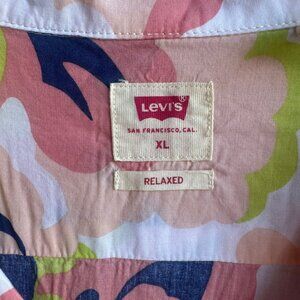 Levi's®
SAN FRANCISCO, CAL.
XL
RELAXED